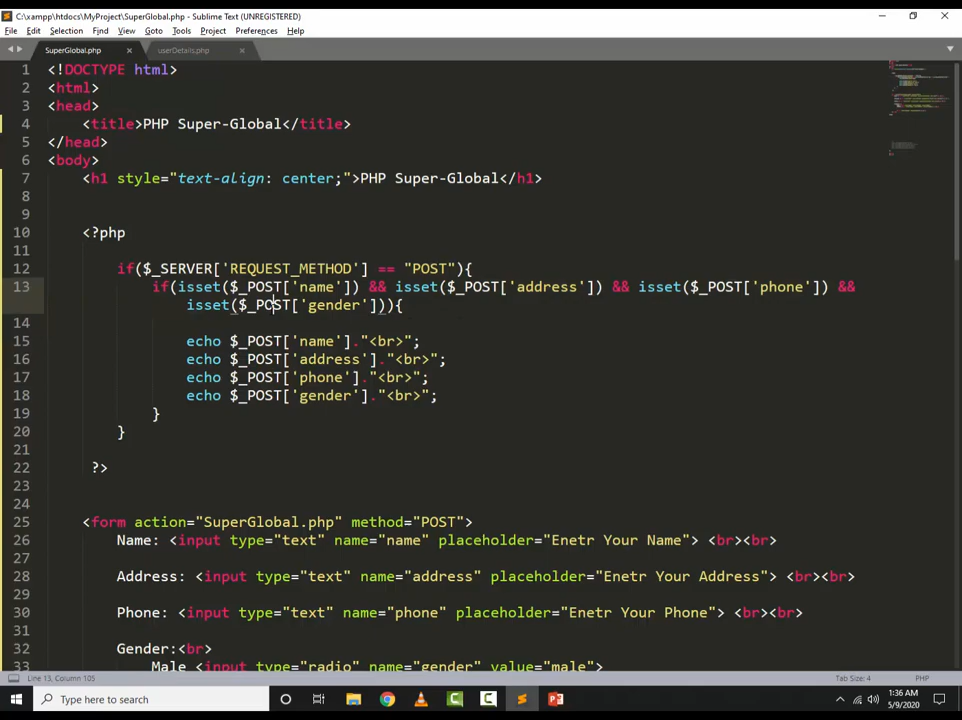 C:\xampp\htdocs\MyProject\SuperGlobal.php - Sublime Text (UNREGISTERED)
File Edit Selection Find View Goto Tools Project Preferences Help
SuperGlobal.php userDetails.php
1 <!DOCTYPE html>
2 <html>
3 <head>
4 <title>PHP Super-Global</title>
5 </head>
6 <body>
7 <h1 style="text-align: center;">PHP Super-Global</h1>
8
9
10 <?php
11
12 if($_SERVER['REQUEST_METHOD'] == "POST"){
13 if(isset($_POST['name']) && isset($_POST['address']) && isset($_POST['phone']) &&
isset($_POST['gender'])){
14
15 echo $_POST['name']."<br>";
16 echo $_POST['address']."<br>";
17 echo $_POST['phone']."<br>";
18 echo $_POST['gender']."<br>";
19 }
20 }
21
22 ?>
23
24
25 <form action="SuperGlobal.php" method="POST">
26 Name: <input type="text" name="name" placeholder="Enetr Your Name"> <br><br>
27
28 Address: <input type="text" name="address" placeholder="Enetr Your Address"> <br><br>
29
30 Phone: <input type="text" name="phone" placeholder="Enetr Your Phone"> <br><br>
31
32 Gender:<br>
33 Male <input type="radio" name="gender" value="male">
Line 13, Column 105 Tab Size: 4 PHP
Type here to search
1:36 AM
5/9/2020